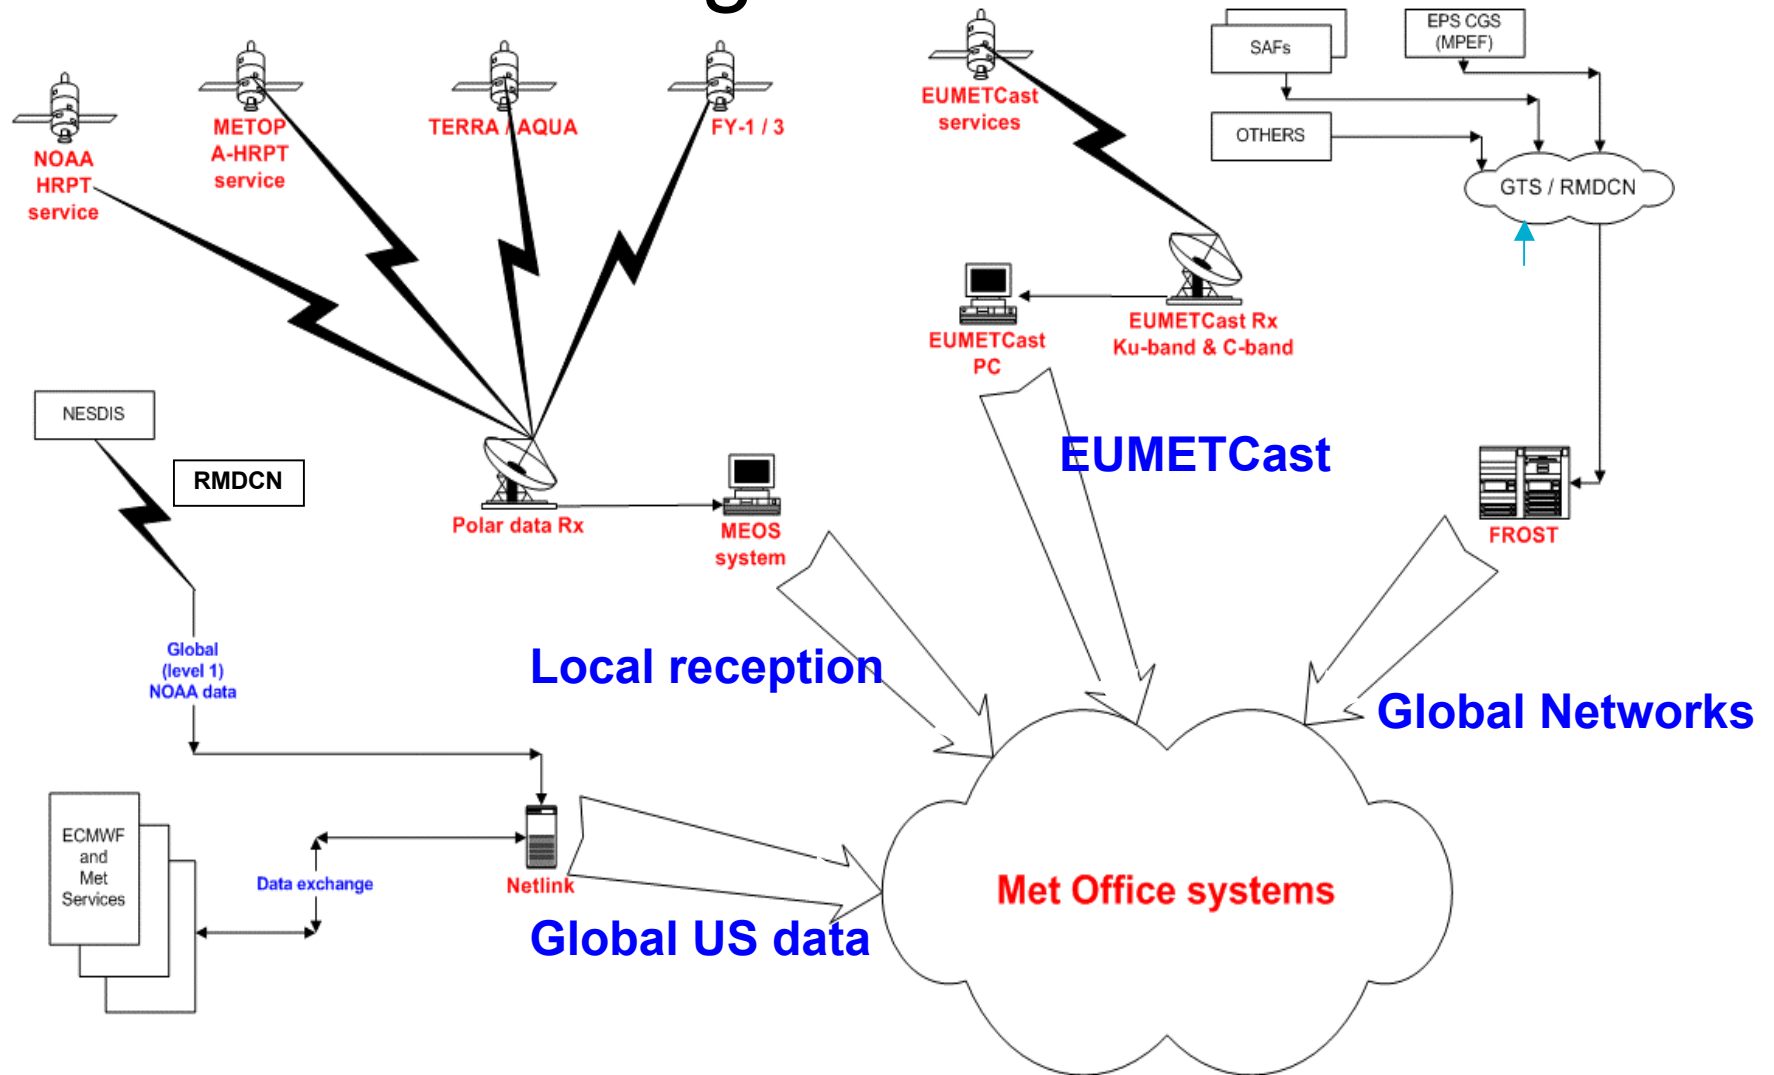 g
NOAA
HRPT
service
METOP
A-HRPT
service
TERRA / AQUA
FY-1 / 3
EUMETCast
services
SAFs
EPS CGS
(MPEF)
OTHERS
GTS / RMDCN
EUMETCast
PC
EUMETCast Rx
Ku-band & C-band
NESDIS
RMDCN
EUMETCast
Polar data Rx
MEOS
system
FROST
Global
(level 1)
NOAA data
Local reception
Global Networks
ECMWF
and
Met
Services
Data exchange
Netlink
Global US data
Met Office systems